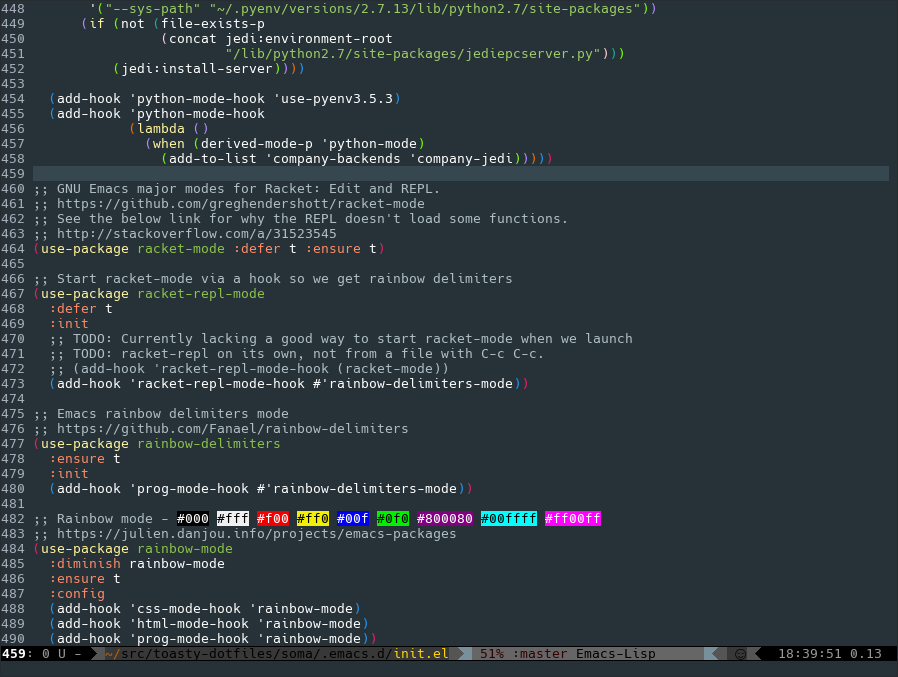 448         '("--sys-path" "~/.pyenv/versions/2.7.13/lib/python2.7/site-packages"))
449       (if (not (file-exists-p
450                 (concat jedi:environment-root
451                         "/lib/python2.7/site-packages/jediepcserver.py")))
452           (jedi:install-server))))
453
454   (add-hook 'python-mode-hook 'use-pyenv3.5.3)
455   (add-hook 'python-mode-hook
456             (lambda ()
457               (when (derived-mode-p 'python-mode)
458                 (add-to-list 'company-backends 'company-jedi)))))
459
460 ;; GNU Emacs major modes for Racket: Edit and REPL.
461 ;; https://github.com/greghendershott/racket-mode
462 ;; See the below link for why the REPL doesn't load some functions.
463 ;; http://stackoverflow.com/a/31523545
464 (use-package racket-mode :defer t :ensure t)
465
466 ;; Start racket-mode via a hook so we get rainbow delimiters
467 (use-package racket-repl-mode
468   :defer t
469   :init
470   ;; TODO: Currently lacking a good way to start racket-mode when we launch
471   ;; TODO: racket-repl on its own, not from a file with C-c C-c.
472   ;; (add-hook 'racket-repl-mode-hook (racket-mode))
473   (add-hook 'racket-repl-mode-hook #'rainbow-delimiters-mode))
474
475 ;; Emacs rainbow delimiters mode
476 ;; https://github.com/Fanael/rainbow-delimiters
477 (use-package rainbow-delimiters
478   :ensure t
479   :init
480   (add-hook 'prog-mode-hook #'rainbow-delimiters-mode))
481
482 ;; Rainbow mode - #000 #fff #f00 #ff0 #00f #0f0 #800080 #00ffff #ff00ff
483 ;; https://julien.danjou.info/projects/emacs-packages
484 (use-package rainbow-mode
485   :diminish rainbow-mode
486   :ensure t
487   :config
488   (add-hook 'css-mode-hook 'rainbow-mode)
489   (add-hook 'html-mode-hook 'rainbow-mode)
490   (add-hook 'prog-mode-hook 'rainbow-mode))
459: 0 U - ~/src/toasty-dotfiles/soma/.emacs.d/init.el 51% :master Emacs-Lisp 18:39:51 0.13